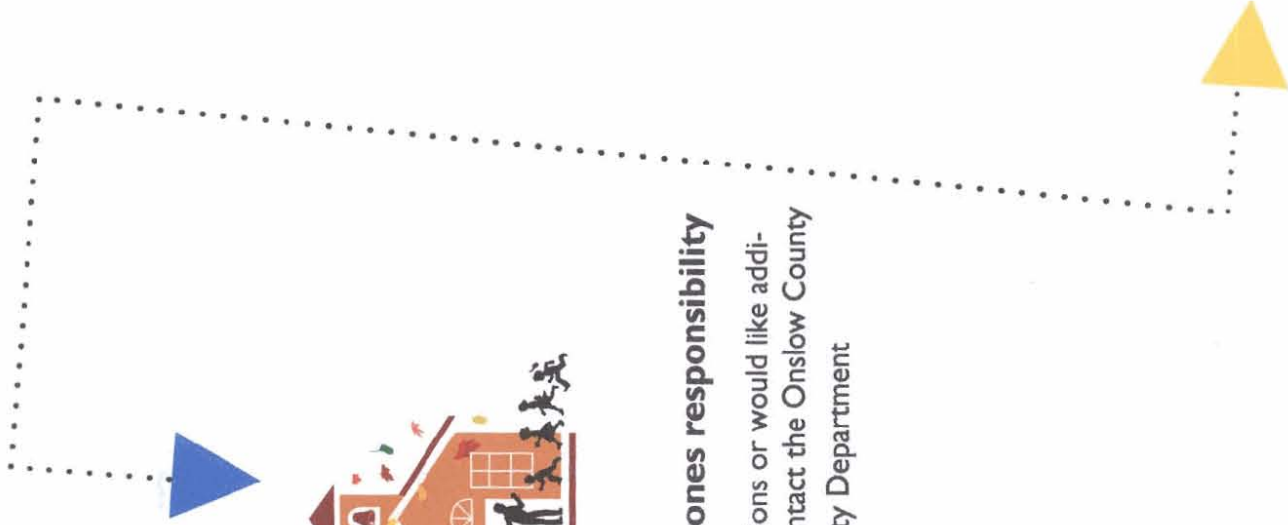 ones responsibility
ons or would like addi-
ntact the Onslow County
ty Department